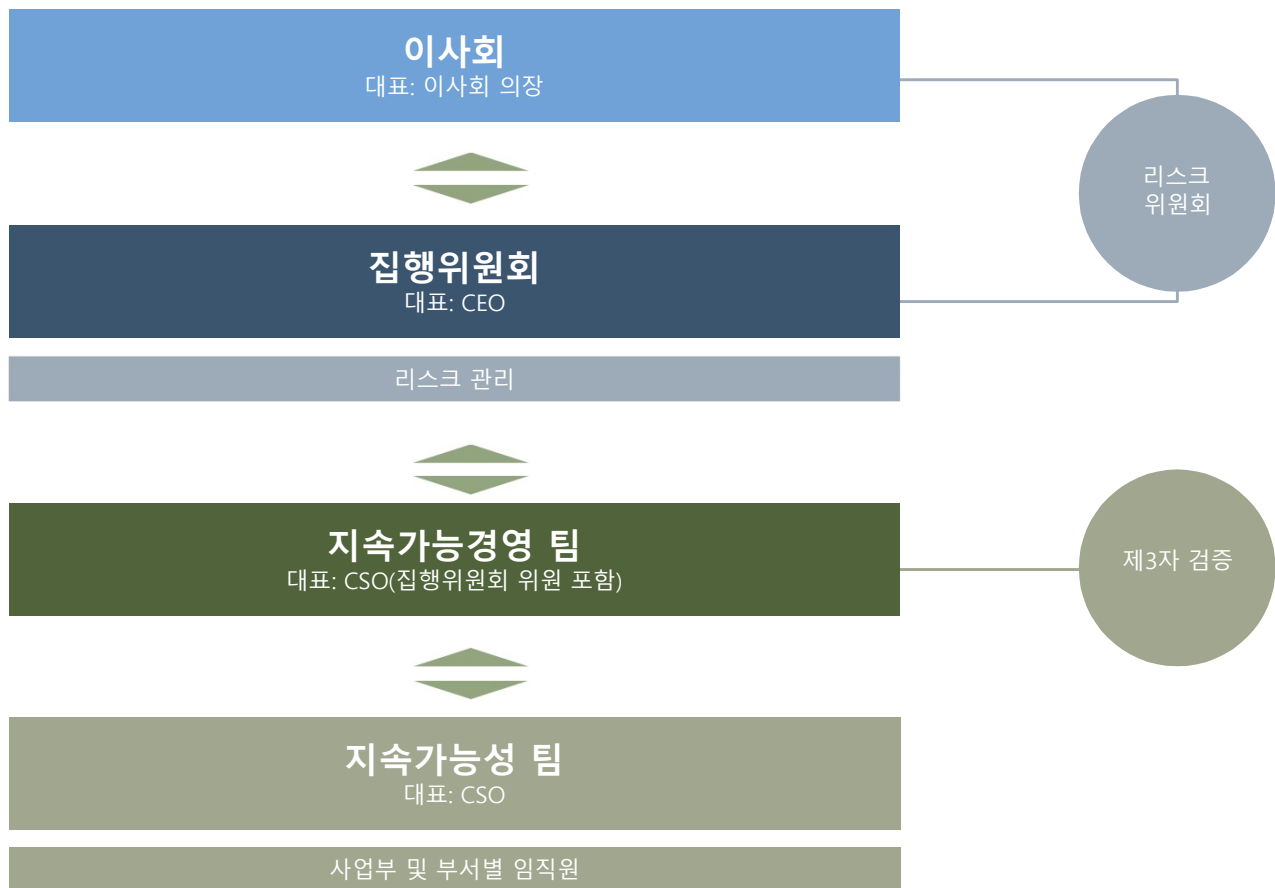 이사회
대표: 이사회 의장
리스크
위원회
집행위원회
대표: CEO
리스크 관리
지속가능경영 팀
대표: CSO(집행위원회 위원 포함)
제3자 검증
지속가능성 팀
대표: CSO
사업부 및 부서별 임직원